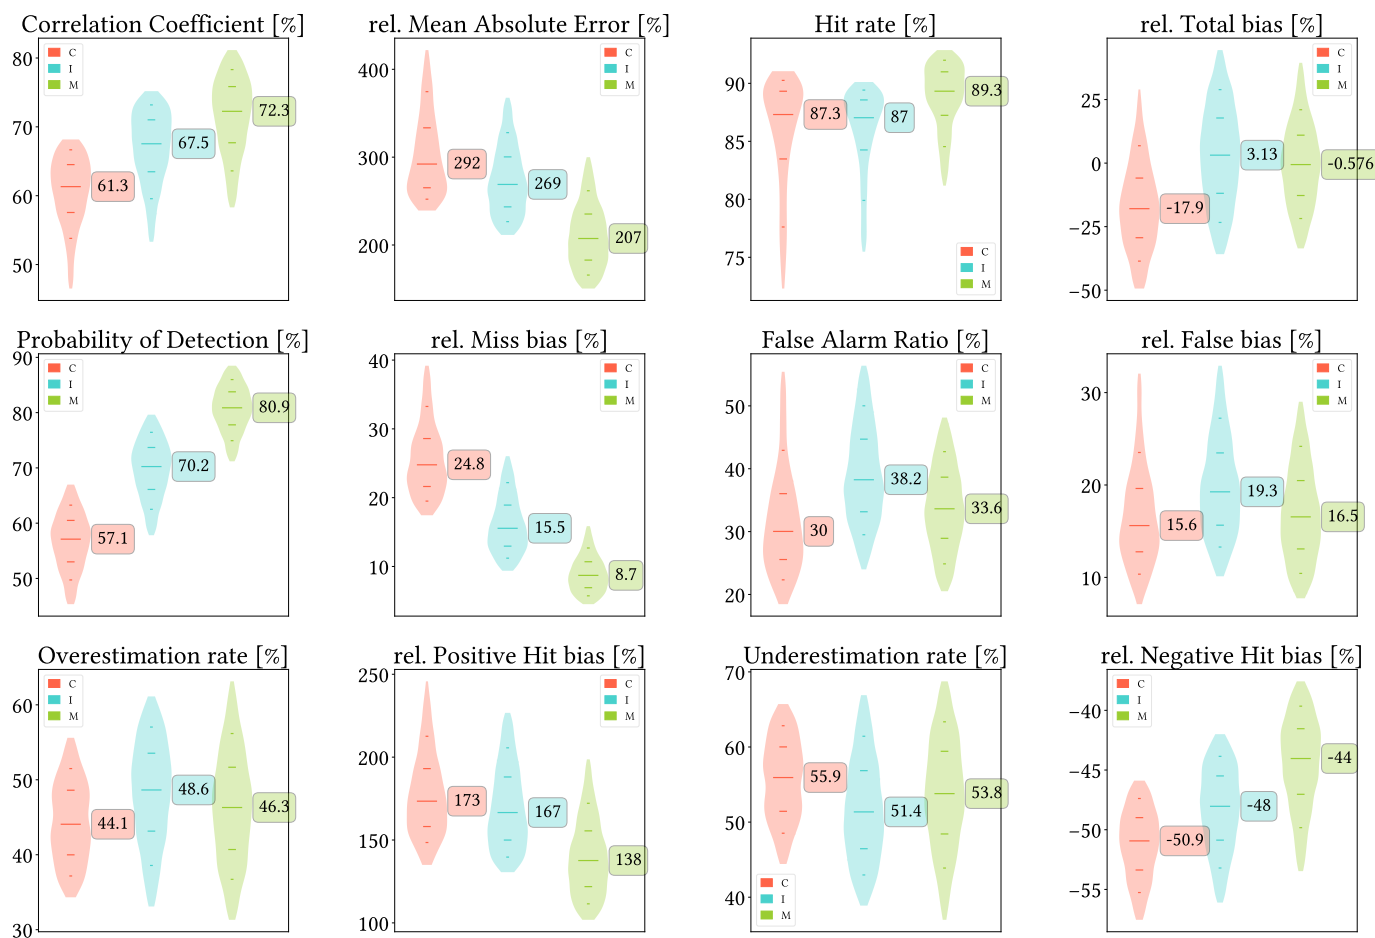 Correlation Coefficient [%]
80
70
60
50
C
I
M
61.3
67.5
72.3
rel. Mean Absolute Error [%]
400
300
200
292
269
207
Hit rate [%]
90
85
80
75
87.3
87
89.3
C
I
M
rel. Total bias [%]
25
0
−25
−50
C
I
M
-17.9
3.13
-0.576
Probability of Detection [%]
90
80
70
60
50
C
I
M
57.1
70.2
80.9
rel. Miss bias [%]
40
30
20
10
C
I
M
24.8
15.5
8.7
False Alarm Ratio [%]
50
40
30
20
C
I
M
30
38.2
33.6
rel. False bias [%]
30
20
10
C
I
M
15.6
19.3
16.5
Overestimation rate [%]
60
50
40
30
C
I
M
44.1
48.6
46.3
rel. Positive Hit bias [%]
250
200
150
100
C
I
M
173
167
138
Underestimation rate [%]
70
60
50
40
55.9
51.4
53.8
C
I
M
rel. Negative Hit bias [%]
−40
−45
−50
−55
C
I
M
-50.9
-48
-44